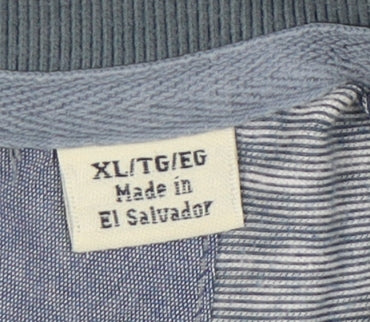 XL/TG/EG
Made in
El Salvador